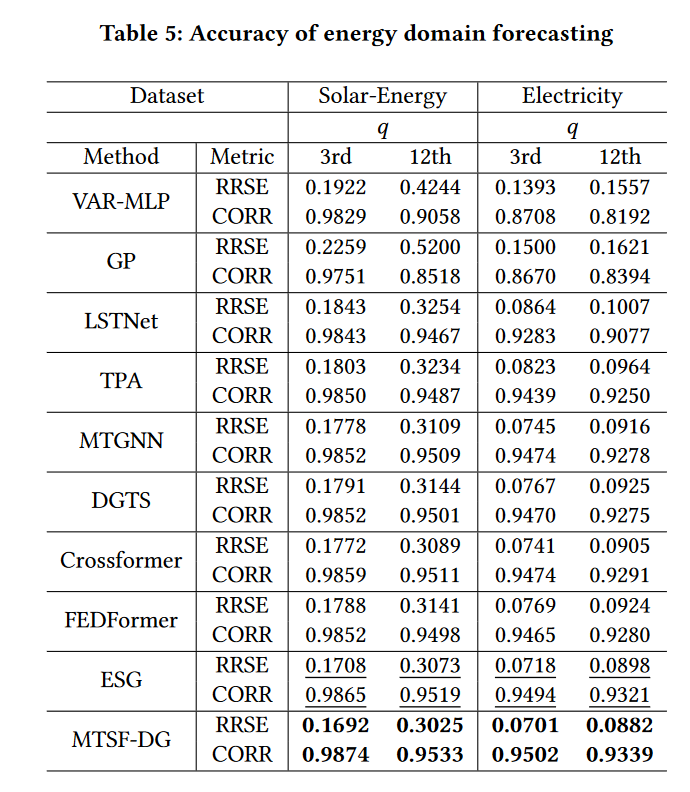 Table 5: Accuracy of energy domain forecasting
Dataset Solar-Energy Electricity
q q
Method Metric 3rd 12th 3rd 12th
VAR-MLP RRSE 0.1922 0.4244 0.1393 0.1557
CORR 0.9829 0.9058 0.8708 0.8192
GP RRSE 0.2259 0.5200 0.1500 0.1621
CORR 0.9751 0.8518 0.8670 0.8394
LSTNet RRSE 0.1843 0.3254 0.0864 0.1007
CORR 0.9843 0.9467 0.9283 0.9077
TPA RRSE 0.1803 0.3234 0.0823 0.0964
CORR 0.9850 0.9487 0.9439 0.9250
MTGNN RRSE 0.1778 0.3109 0.0745 0.0916
CORR 0.9852 0.9509 0.9474 0.9278
DGTS RRSE 0.1791 0.3144 0.0767 0.0925
CORR 0.9852 0.9501 0.9470 0.9275
Crossformer RRSE 0.1772 0.3089 0.0741 0.0905
CORR 0.9859 0.9511 0.9474 0.9291
FEDFormer RRSE 0.1788 0.3141 0.0769 0.0924
CORR 0.9852 0.9498 0.9465 0.9280
ESG RRSE 0.1708 0.3073 0.0718 0.0898
CORR 0.9865 0.9519 0.9494 0.9321
MTSF-DG RRSE 0.1692 0.3025 0.0701 0.0882
CORR 0.9874 0.9533 0.9502 0.9339